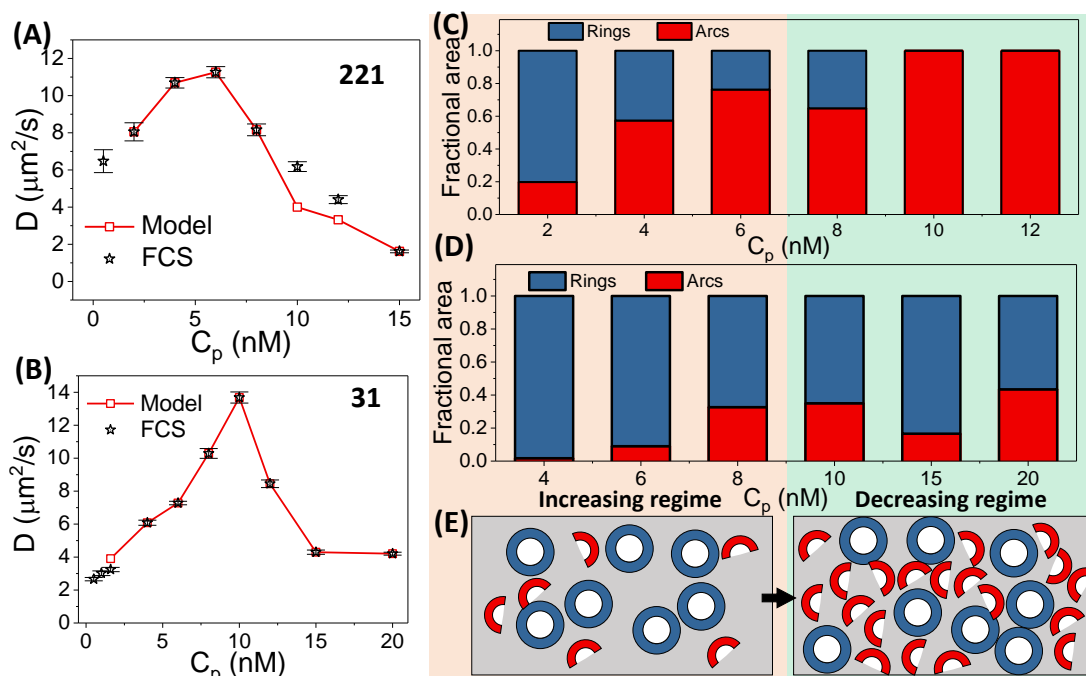 (A)
221
D (μm²/s)
12
10
8
6
4
2
0
Model
FCS
0
5
10
15
Cₚ (nM)
(B)
31
D (μm²/s)
14
12
10
8
6
4
2
0
Model
FCS
0
5
10
15
20
Cₚ (nM)
(C)
Rings
Arcs
Fractional area
1.0
0.8
0.6
0.4
0.2
0.0
2
4
6
8
10
12
Cₚ (nM)
(D)
Rings
Arcs
Fractional area
1.0
0.8
0.6
0.4
0.2
0.0
4
6
8
10
15
20
Increasing regime
Cₚ (nM)
Decreasing regime
(E)